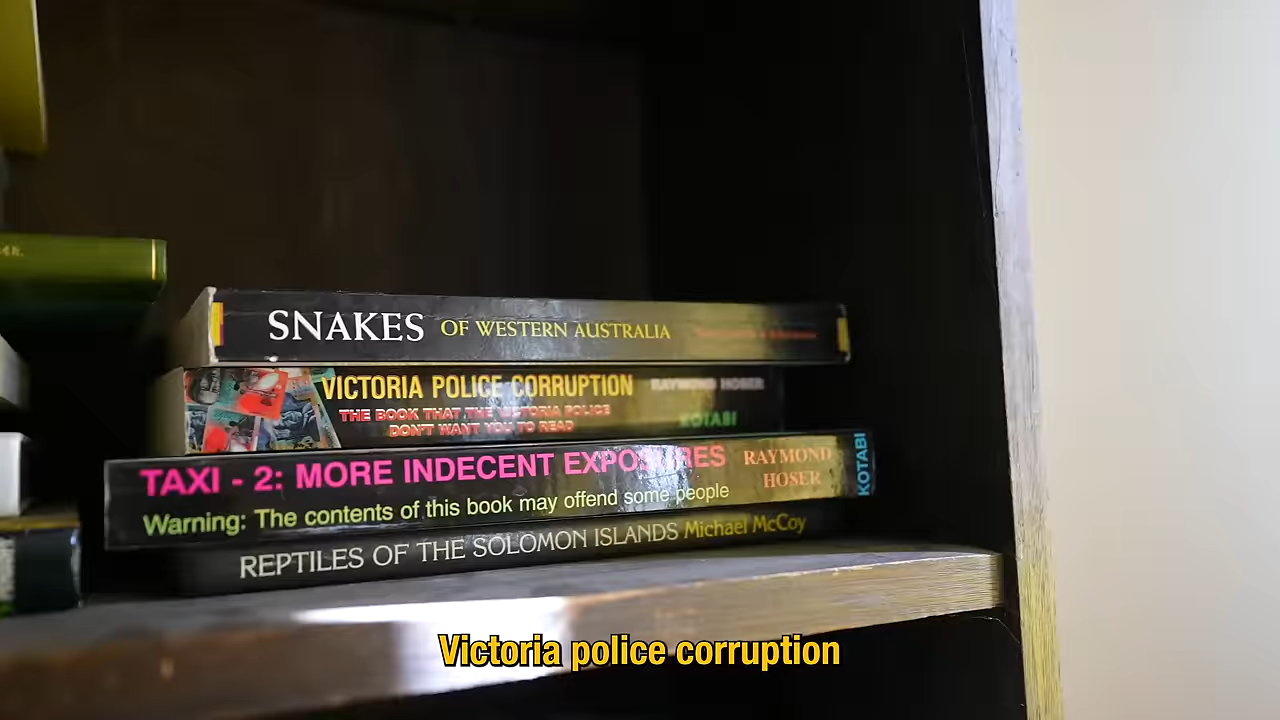 SNAKES OF WESTERN AUSTRALIA
VICTORIA POLICE CORRUPTION RAYMOND HOSER
THE BOOK THAT THE VICTORIA POLICE
DON'T WANT YOU TO READ
KOTABI
TAXI - 2: MORE INDECENT EXPOSURES
Warning: The contents of this book may offend some people
RAYMOND
HOSER
KOTABI
REPTILES OF THE SOLOMON ISLANDS Michael McCoy
Victoria police corruption